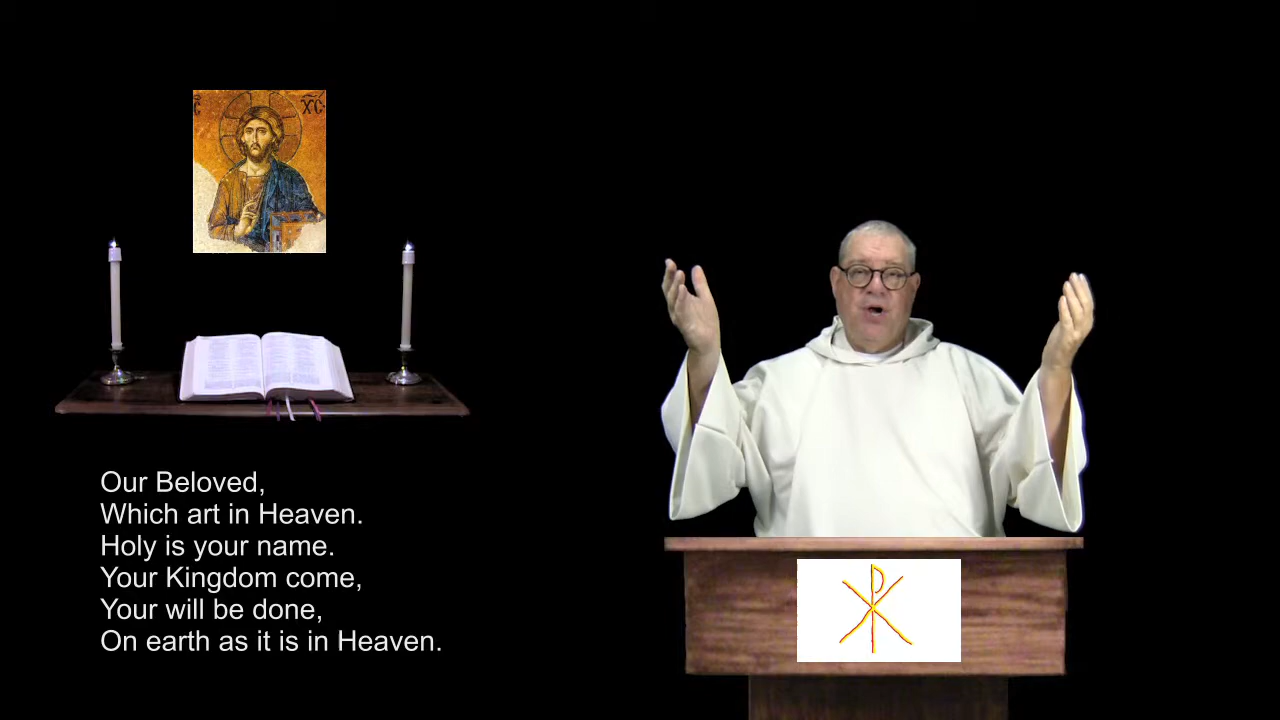 XC
Our Beloved,
Which art in Heaven.
Holy is your name.
Your Kingdom come,
Your will be done,
On earth as it is in Heaven.